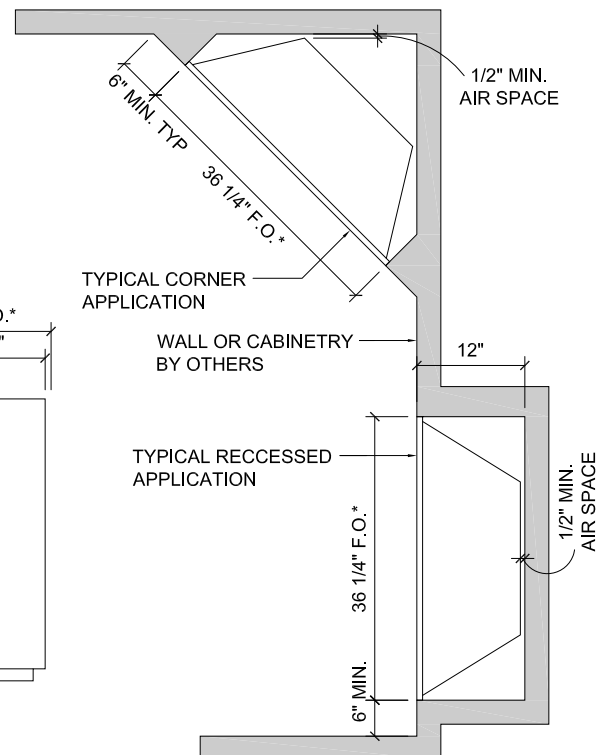 1/2" MIN.
AIR SPACE
6" MIN. TYP
36 1/4" F.O.*
TYPICAL CORNER
APPLICATION
WALL OR CABINETRY
BY OTHERS
12"
TYPICAL RECCESSED
APPLICATION
36 1/4" F.O.*
6" MIN.
1/2" MIN.
AIR SPACE